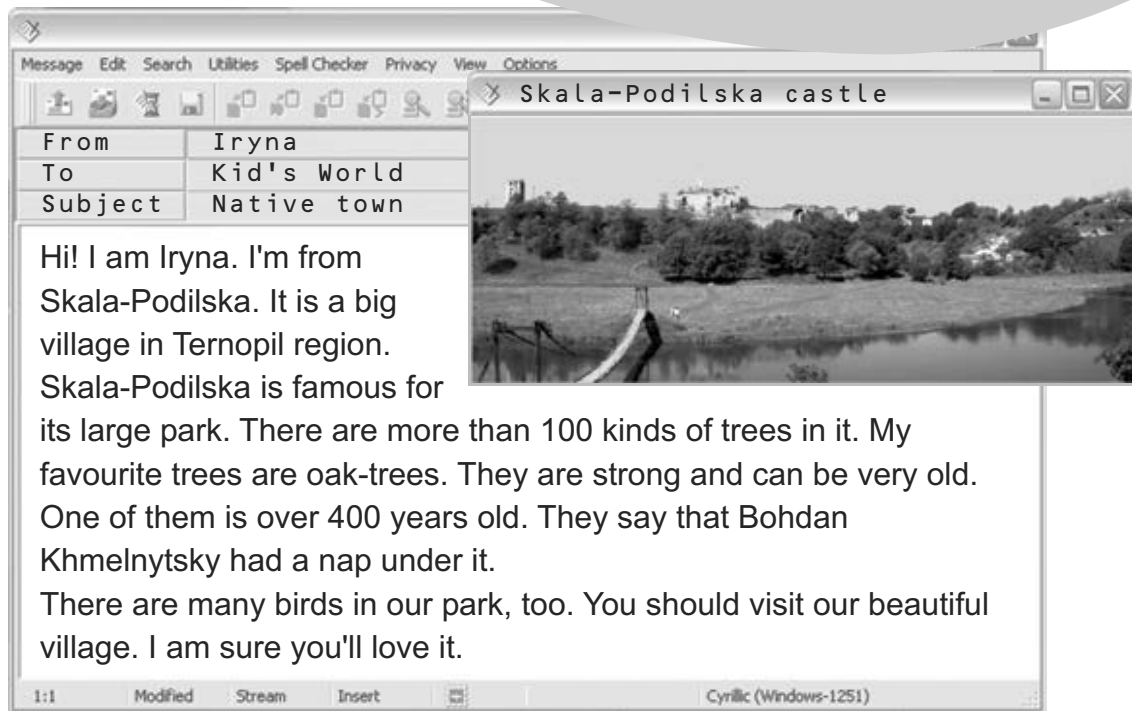 Message Edit Search Utilities Spell Checker Privacy View Options
Skala-Podilska castle
From Iryna
To Kid's World
Subject Native town
Hi! I am Iryna. I'm from
Skala-Podilska. It is a big
village in Ternopil region.
Skala-Podilska is famous for
its large park. There are more than 100 kinds of trees in it. My
favourite trees are oak-trees. They are strong and can be very old.
One of them is over 400 years old. They say that Bohdan
Khmelnytsky had a nap under it.
There are many birds in our park, too. You should visit our beautiful
village. I am sure you'll love it.
1:1 Modified Stream Insert Cyrillic (Windows-1251)